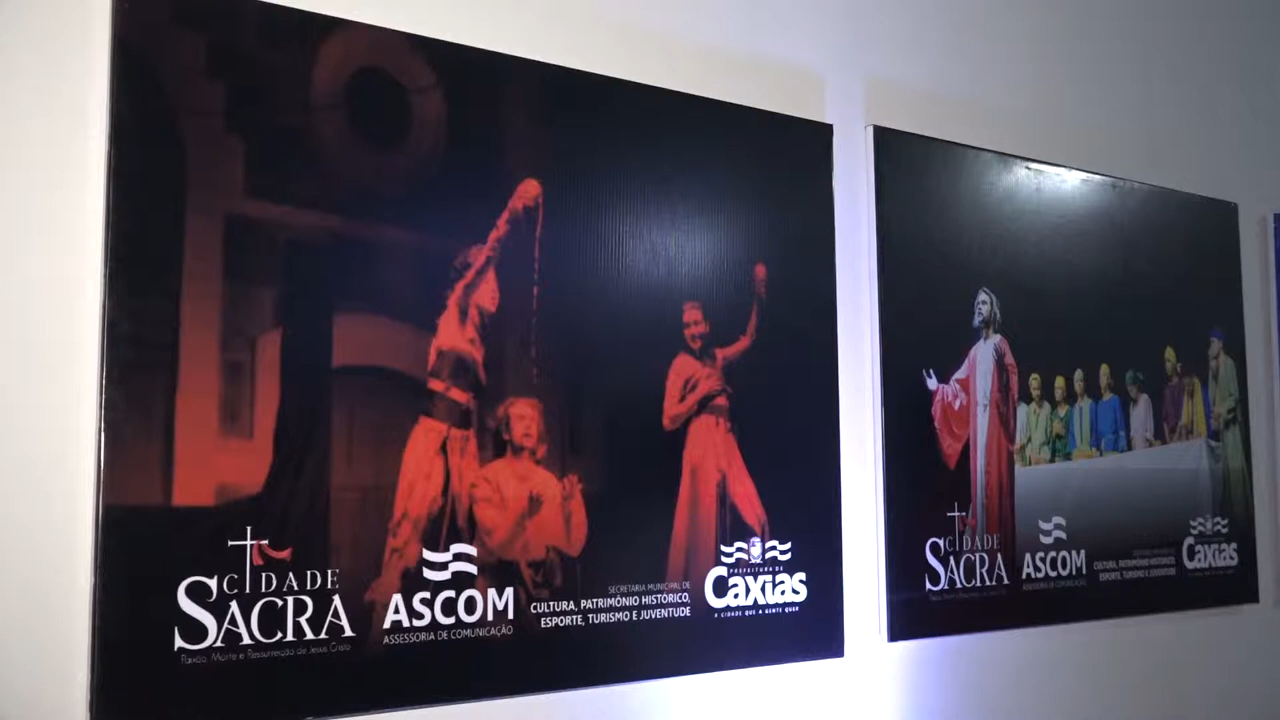 CIDADE
SACRA
Paixão, Morte e Ressurreição de Jesus Cristo
ASCOM
ASSESSORIA DE COMUNICAÇÃO
SECRETARIA MUNICIPAL DE
CULTURA, PATRIMÔNIO HISTÓRICO,
ESPORTE, TURISMO E JUVENTUDE
PREFEITURA DE
Caxias
A CIDADE QUE A GENTE QUER
CIDADE
SACRA
ASCOM
ASSESSORIA DE COMUNICAÇÃO
CULTURA, PATRIMÔNIO HISTÓRICO,
ESPORTE, TURISMO E JUVENTUDE
Caxias